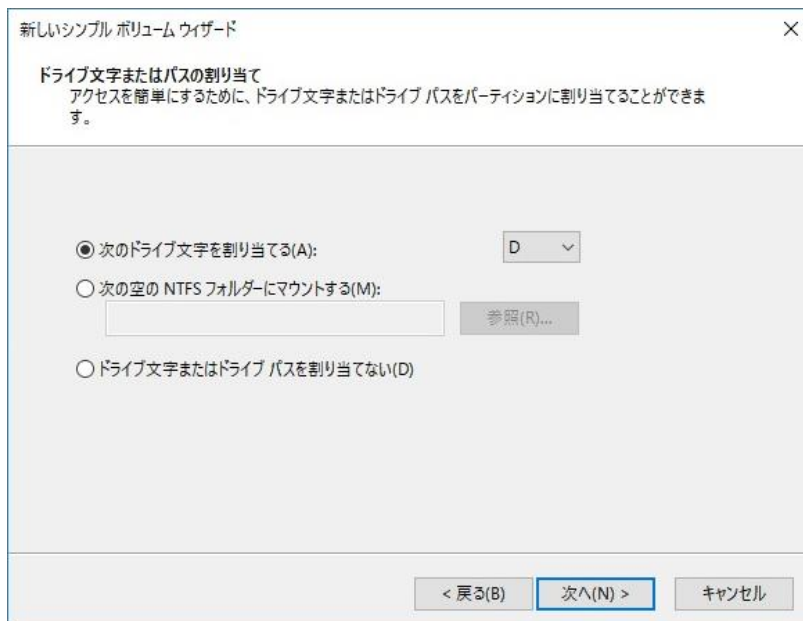 新しいシンプル ボリューム ウィザード
ドライブ文字またはパスの割り当て
アクセスを簡単にするために、ドライブ文字またはドライブ パスをパーティションに割り当てることができま
す。
次のドライブ文字を割り当てる(A): D
次の空の NTFS フォルダーにマウントする(M):
参照(R)...
ドライブ文字またはドライブ パスを割り当てない(D)
< 戻る(B) 次へ(N) > キャンセル